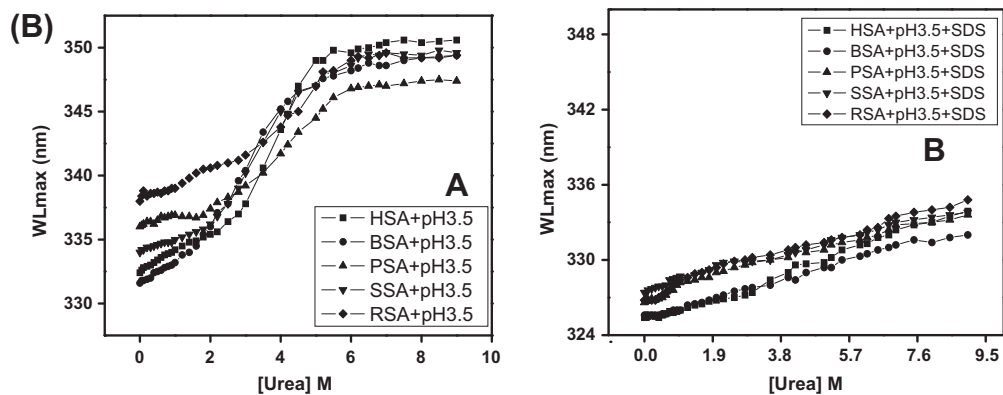 (B)
WLmax (nm)
350
345
340
335
330
A
HSA+pH3.5
BSA+pH3.5
PSA+pH3.5
SSA+pH3.5
RSA+pH3.5
0 2 4 6 8 10
[Urea] M
WLmax (nm)
348
342
336
330
324
HSA+pH3.5+SDS
BSA+pH3.5+SDS
PSA+pH3.5+SDS
SSA+pH3.5+SDS
RSA+pH3.5+SDS
B
0.0 1.9 3.8 5.7 7.6 9.5
[Urea] M